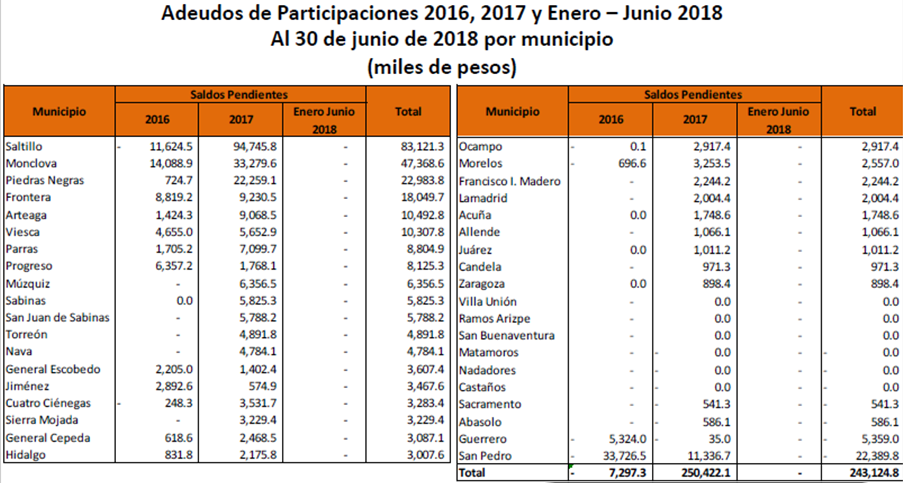 Adeudos de Participaciones 2016, 2017 y Enero – Junio 2018
Al 30 de junio de 2018 por municipio
(miles de pesos)
Municipio Saldos Pendientes Total
2016 2017 Enero Junio 2018
Saltillo - 11,624.5 94,745.8 - 83,121.3
Monclova 14,088.9 33,279.6 - 47,368.6
Piedras Negras 724.7 22,259.1 - 22,983.8
Frontera 8,819.2 9,230.5 - 18,049.7
Arteaga 1,424.3 9,068.5 - 10,492.8
Viesca 4,655.0 5,652.9 - 10,307.8
Parras 1,705.2 7,099.7 - 8,804.9
Progreso 6,357.2 1,768.1 - 8,125.3
Múzquiz - 6,356.5 - 6,356.5
Sabinas 0.0 5,825.3 - 5,825.3
San Juan de Sabinas - 5,788.2 - 5,788.2
Torreón - 4,891.8 - 4,891.8
Nava - 4,784.1 - 4,784.1
General Escobedo 2,205.0 1,402.4 - 3,607.4
Jiménez 2,892.6 574.9 - 3,467.6
Cuatro Ciénegas - 248.3 3,531.7 - 3,283.4
Sierra Mojada - 3,229.4 - 3,229.4
General Cepeda 618.6 2,468.5 - 3,087.1
Hidalgo 831.8 2,175.8 - 3,007.6
Municipio Saldos Pendientes Total
2016 2017 Enero Junio 2018
Ocampo - 0.1 2,917.4 - 2,917.4
Morelos - 696.6 3,253.5 - 2,557.0
Francisco I. Madero - 2,244.2 - 2,244.2
Lamadrid - 2,004.4 - 2,004.4
Acuña 0.0 1,748.6 - 1,748.6
Allende - 1,066.1 - 1,066.1
Juárez 0.0 1,011.2 - 1,011.2
Candela - 971.3 - 971.3
Zaragoza 0.0 898.4 - 898.4
Villa Unión - 0.0 - 0.0
Ramos Arizpe - 0.0 - 0.0
San Buenaventura - 0.0 - 0.0
Matamoros - - 0.0 - - 0.0
Nadadores - - 0.0 - - 0.0
Castaños - - 0.0 - - 0.0
Sacramento - - 541.3 - - 541.3
Abasolo - - 586.1 - - 586.1
Guerrero - 5,324.0 - 35.0 - - 5,359.0
San Pedro - 33,726.5 11,336.7 - - 22,389.8
Total - 7,297.3 250,422.1 - 243,124.8